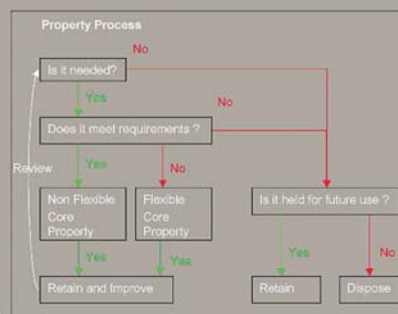 Property Process
No
Is it needed?
Yes
No
Does it meet requirements ?
Review
Yes
No
Non Flexible
Core
Property
Flexible
Core
Property
Is it held for future use ?
Yes
Yes
Yes
No
Retain and Improve
Retain
Dispose